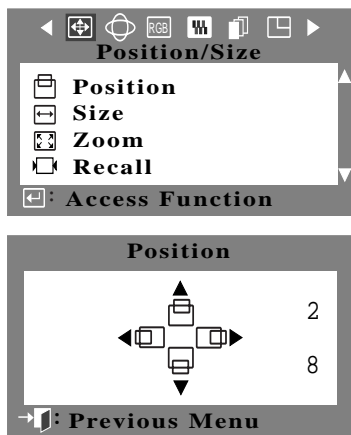 RGB
Position/Size
Position
Size
Zoom
Recall
: Access Function
Position
2
8
: Previous Menu